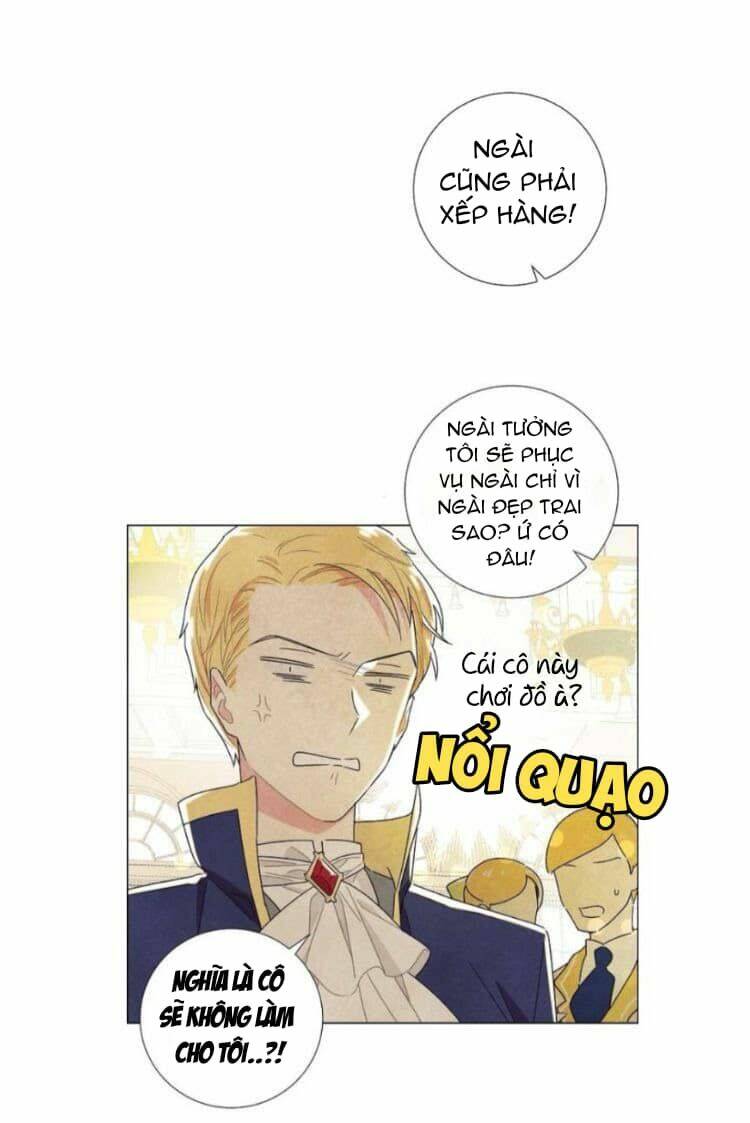 NGÀI
CŨNG PHẢI
XẾP HÀNG!
NGÀI TƯỞNG
TÔI SẼ PHỤC
VỤ NGÀI CHỈ VÌ
NGÀI ĐẸP TRAI
SAO? Ứ CÓ
ĐÂU!
Cái cô này
chơi đồ à?
NỔI QUẠO
NGHĨA LÀ CÔ
SẼ KHÔNG LÀM
CHO TÔI..?!